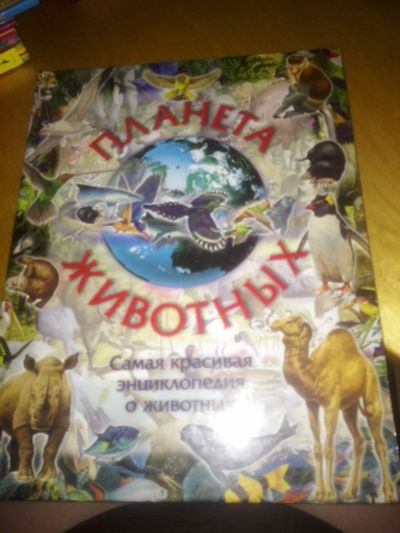 ПЛАНЕТА
ЖИВОТНЫХ
Самая красивая
энциклопедия
о животных